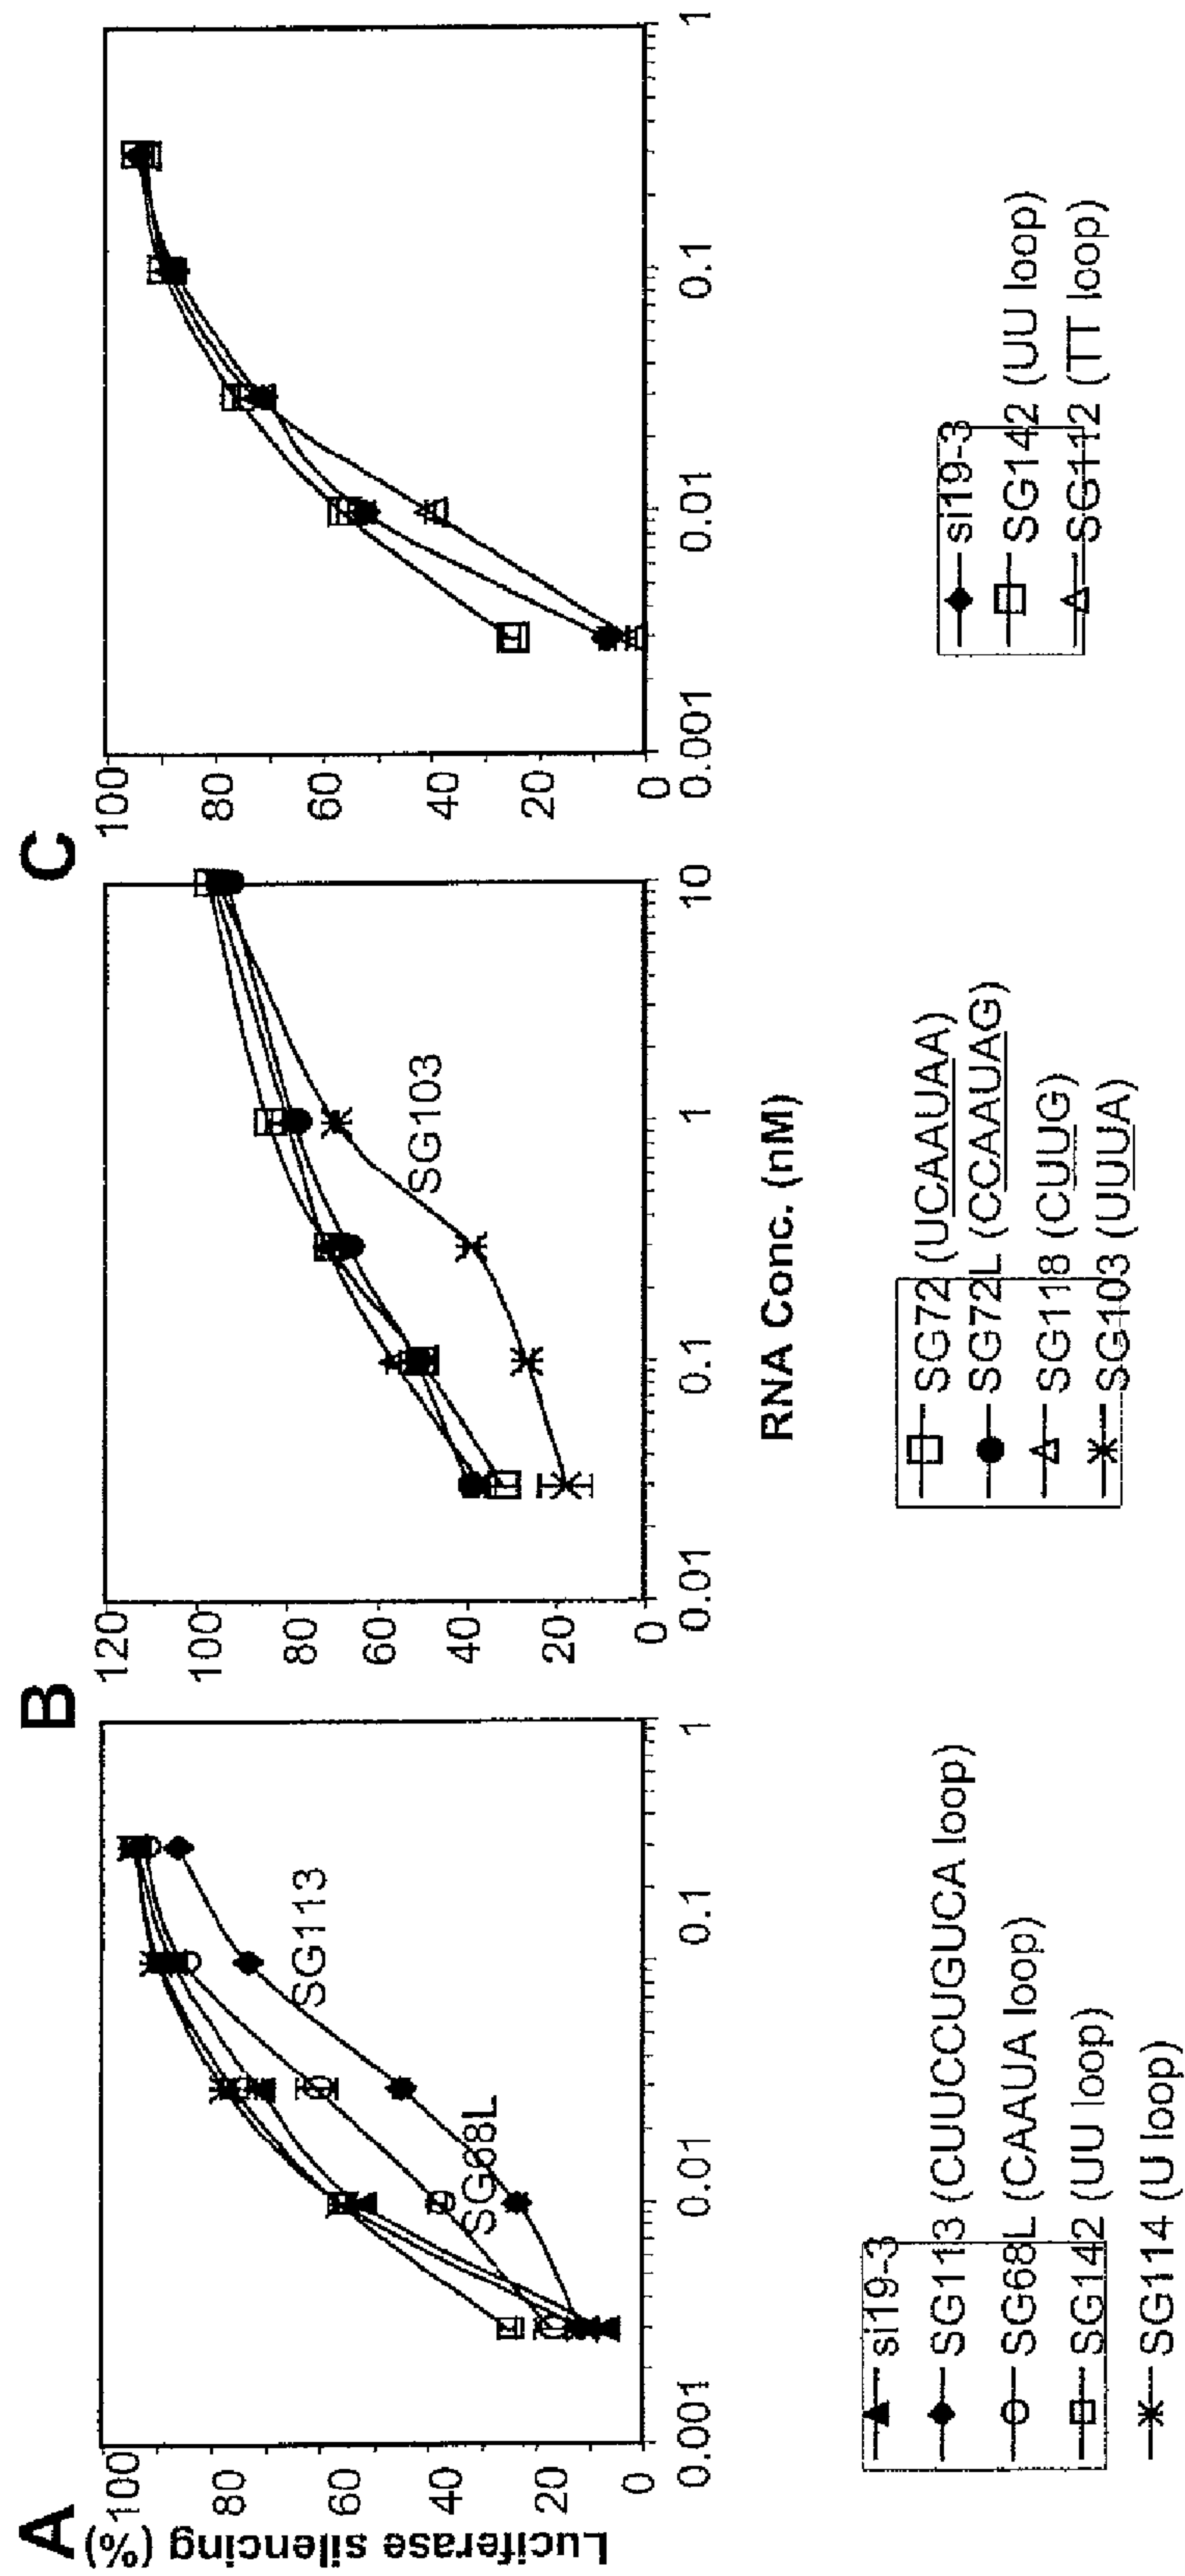 A
Luciferase silencing (%)
100
80
60
40
20
0
0.001
0.01
0.1
1
SG113
SG68L
si19-3
SG113 (CUUCCUGUCA loop)
SG68L (CAAUA loop)
SG142 (UU loop)
SG114 (U loop)
B
120
100
80
60
40
20
0
0.01
0.1
1
10
SG103
RNA Conc. (nM)
SG72 (UCAAUAA)
SG72L (CCAAUAG)
SG118 (CUUG)
SG103 (UUUA)
C
100
80
60
40
20
0
0.001
0.01
0.1
1
si19-3
SG142 (UU loop)
SG112 (TT loop)